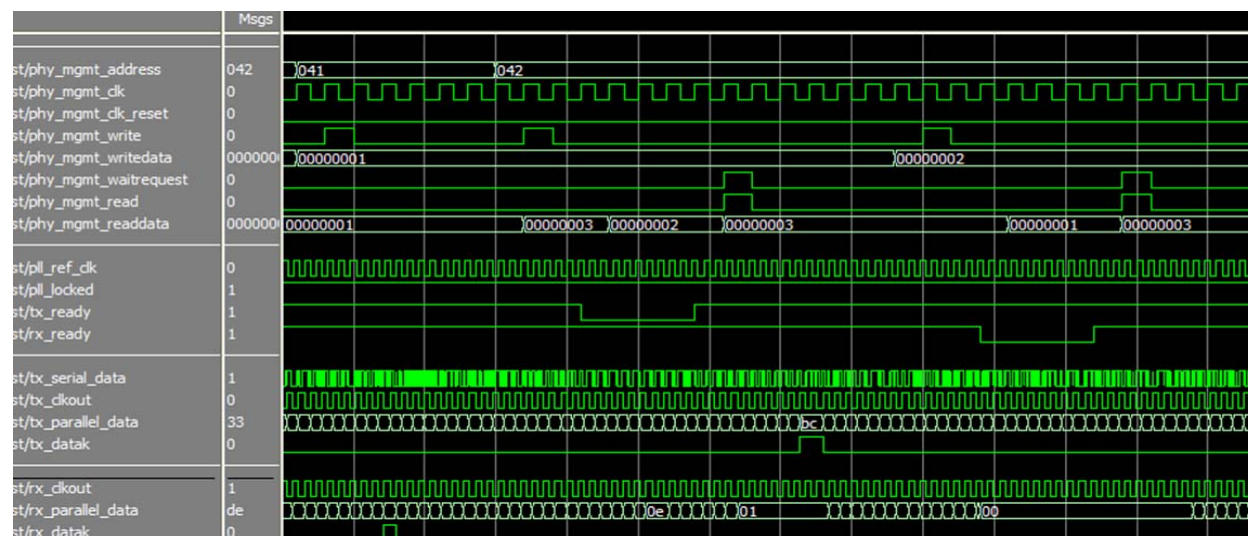 Msgs
st/phy_mgmt_address 042 041 042
st/phy_mgmt_clk 0
st/phy_mgmt_clk_reset 0
st/phy_mgmt_write 0
st/phy_mgmt_writedata 0000000 00000001 00000002
st/phy_mgmt_waitrequest 0
st/phy_mgmt_read 0
st/phy_mgmt_readdata 0000000 00000001 00000003 00000002 00000003 00000001 00000003
st/pll_ref_clk 0
st/pll_locked 1
st/tx_ready 1
st/rx_ready 1
st/tx_serial_data 1
st/tx_clkout 0
st/tx_parallel_data 33 bc
st/tx_datak 0
st/rx_clkout 1
st/rx_parallel_data de 0e 01 00
st/rx_datak 0